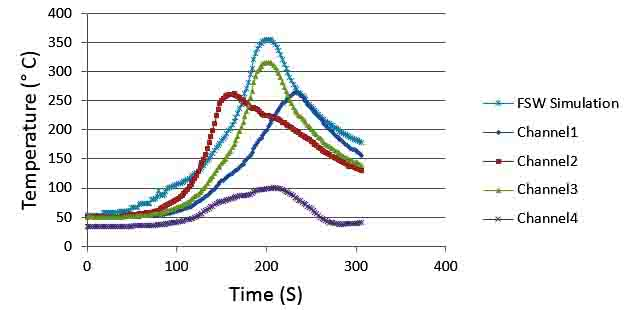 400
350
300
250
200
150
100
50
0
Temperature (° C)
0 100 200 300 400
Time (S)
FSW Simulation
Channel1
Channel2
Channel3
Channel4